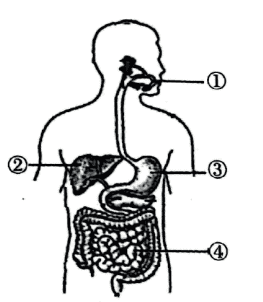 ①
②
③
④